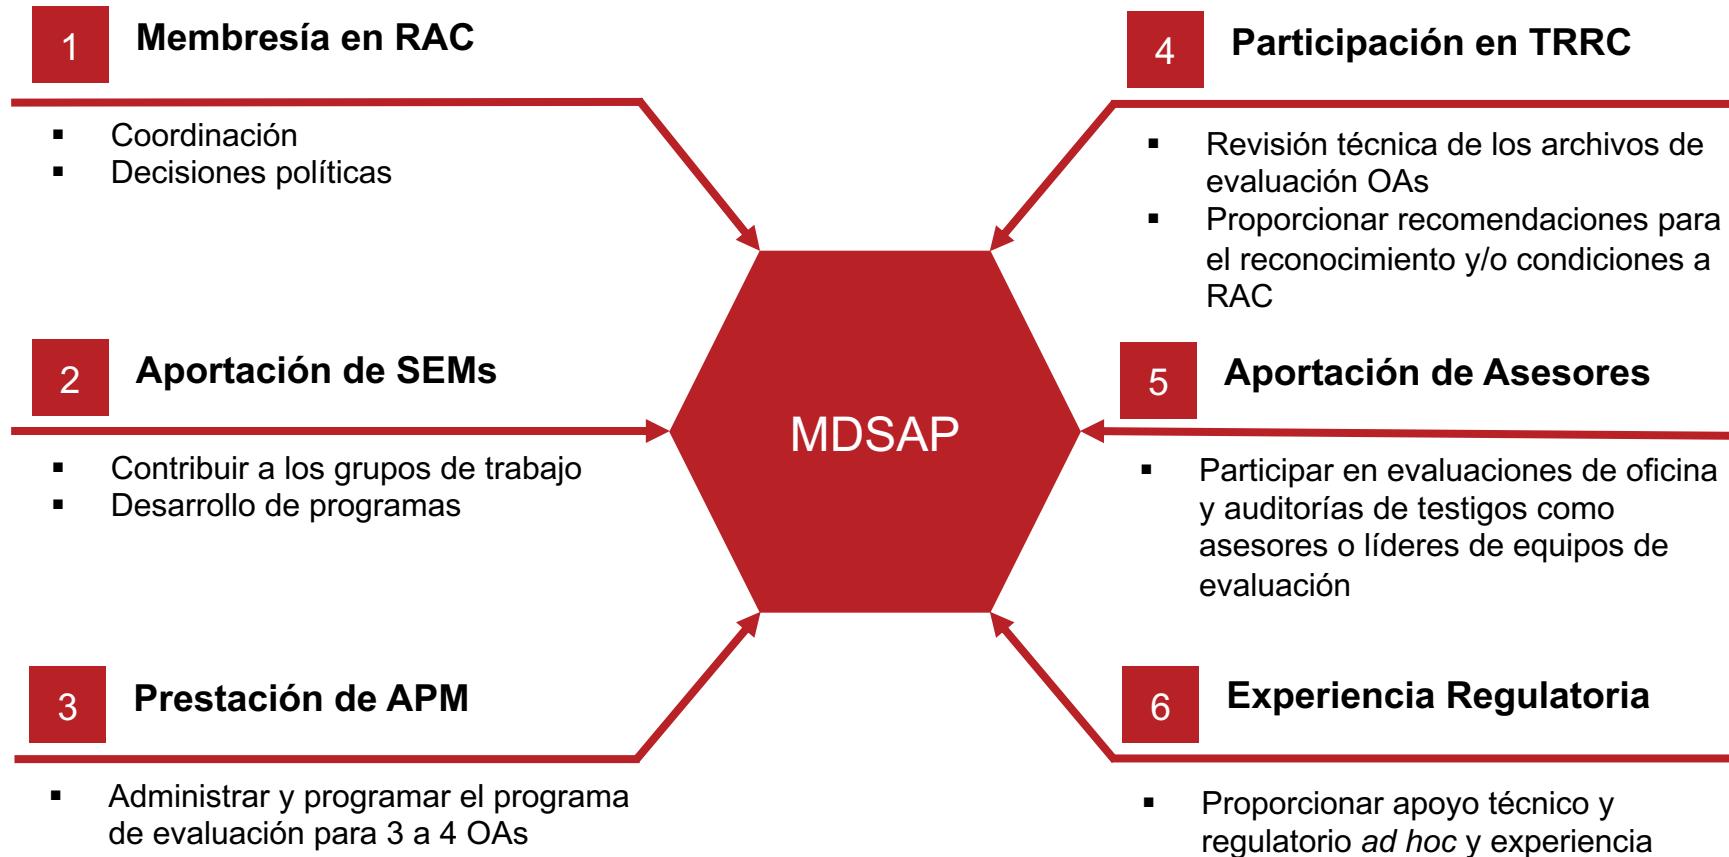 1
Membresía en RAC
▪ Coordinación
▪ Decisiones políticas
2
Aportación de SEMs
▪ Contribuir a los grupos de trabajo
▪ Desarrollo de programas
3
Prestación de APM
▪ Administrar y programar el programa
de evaluación para 3 a 4 OAs
MDSAP
4
Participación en TRRC
▪ Revisión técnica de los archivos de
evaluación OAs
▪ Proporcionar recomendaciones para
el reconocimiento y/o condiciones a
RAC
5
Aportación de Asesores
▪ Participar en evaluaciones de oficina
y auditorías de testigos como
asesores o líderes de equipos de
evaluación
6
Experiencia Regulatoria
▪ Proporcionar apoyo técnico y
regulatorio ad hoc y experiencia